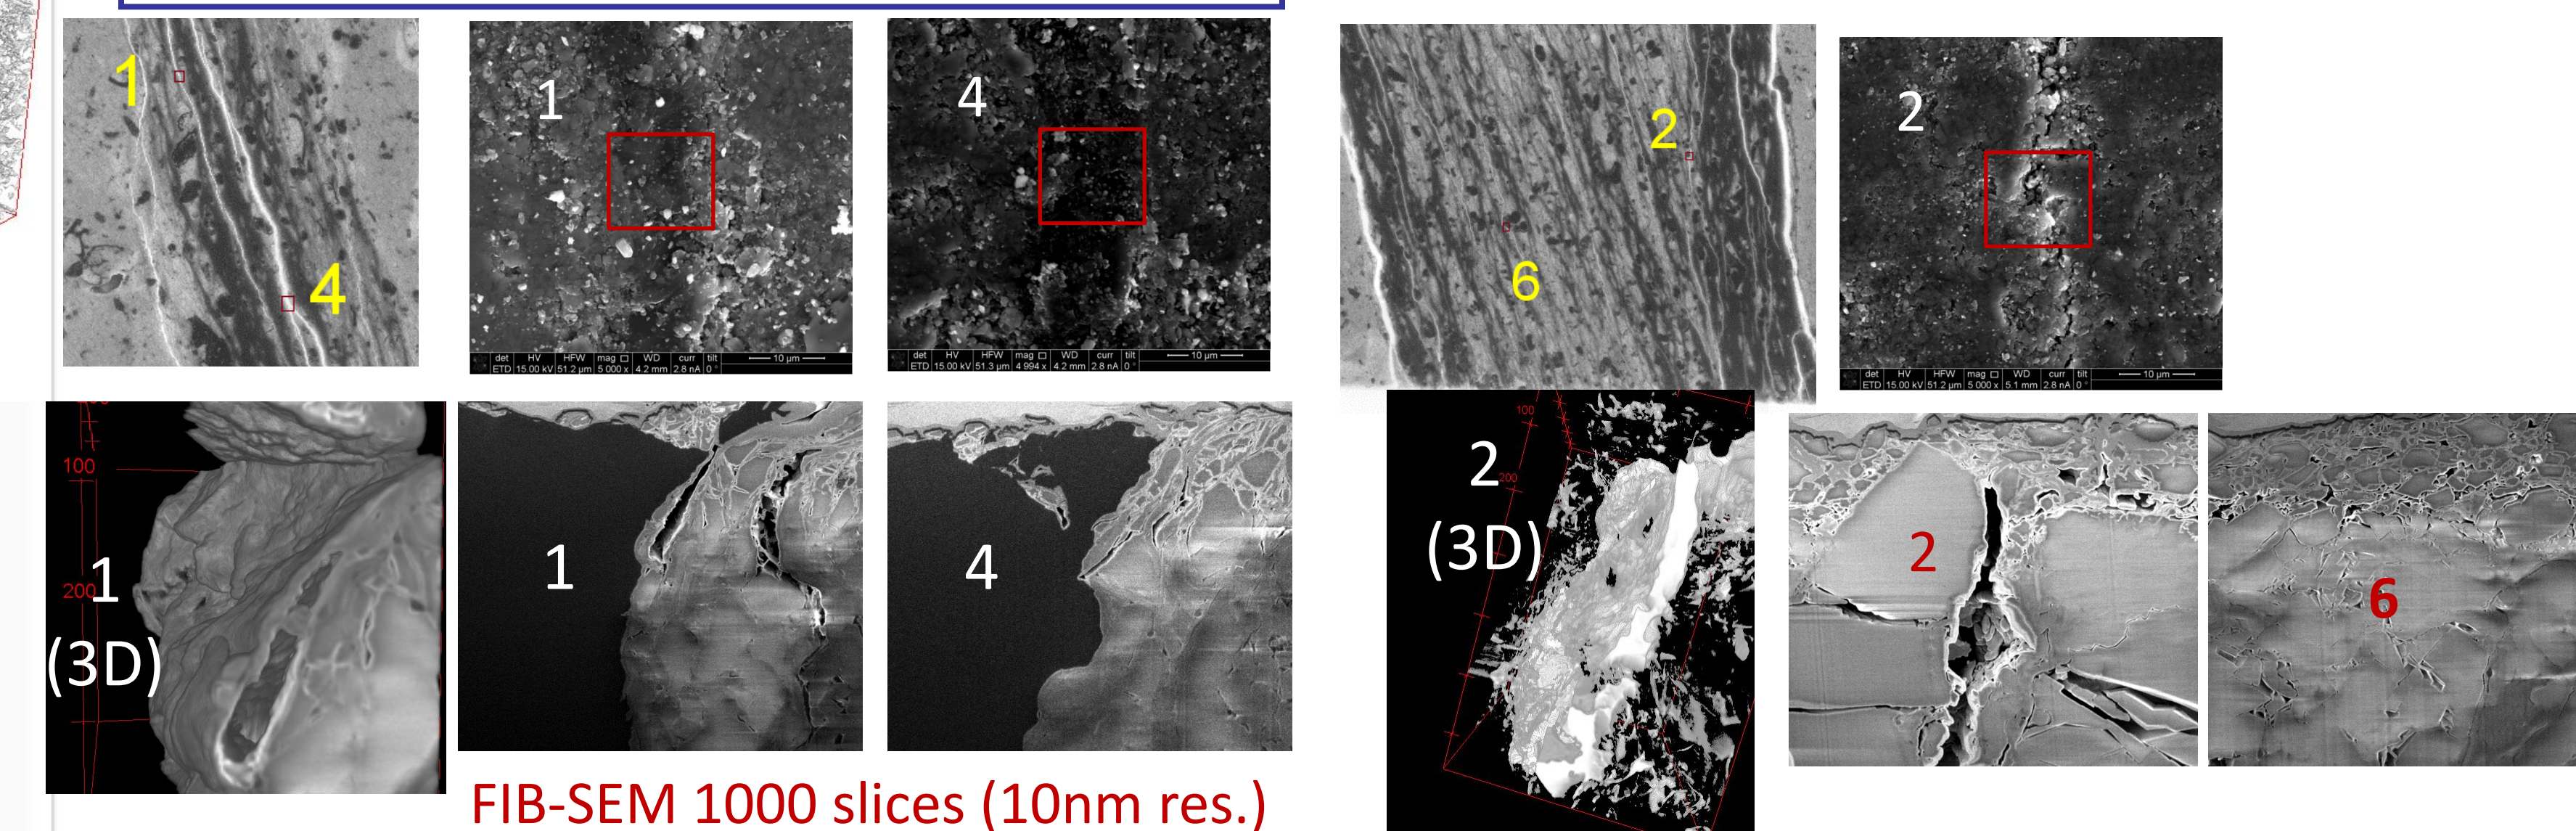 1
4
1
det HV HFW mag WD curr tilt
ETD 15.00 kV 51.2 µm 5 000 x 4.2 mm 2.8 nA 0 ° 10 µm
4
det HV HFW mag WD curr tilt
ETD 15.00 kV 51.3 µm 4 994 x 4.2 mm 2.8 nA 0 ° 10 µm
2
6
2
det HV HFW mag WD curr tilt
ETD 15.00 kV 51.2 µm 5 000 x 5.1 mm 2.8 nA 0 ° 10 µm
100
200
1
(3D)
1
4
100
200
2
(3D)
2
6
FIB-SEM 1000 slices (10nm res.)